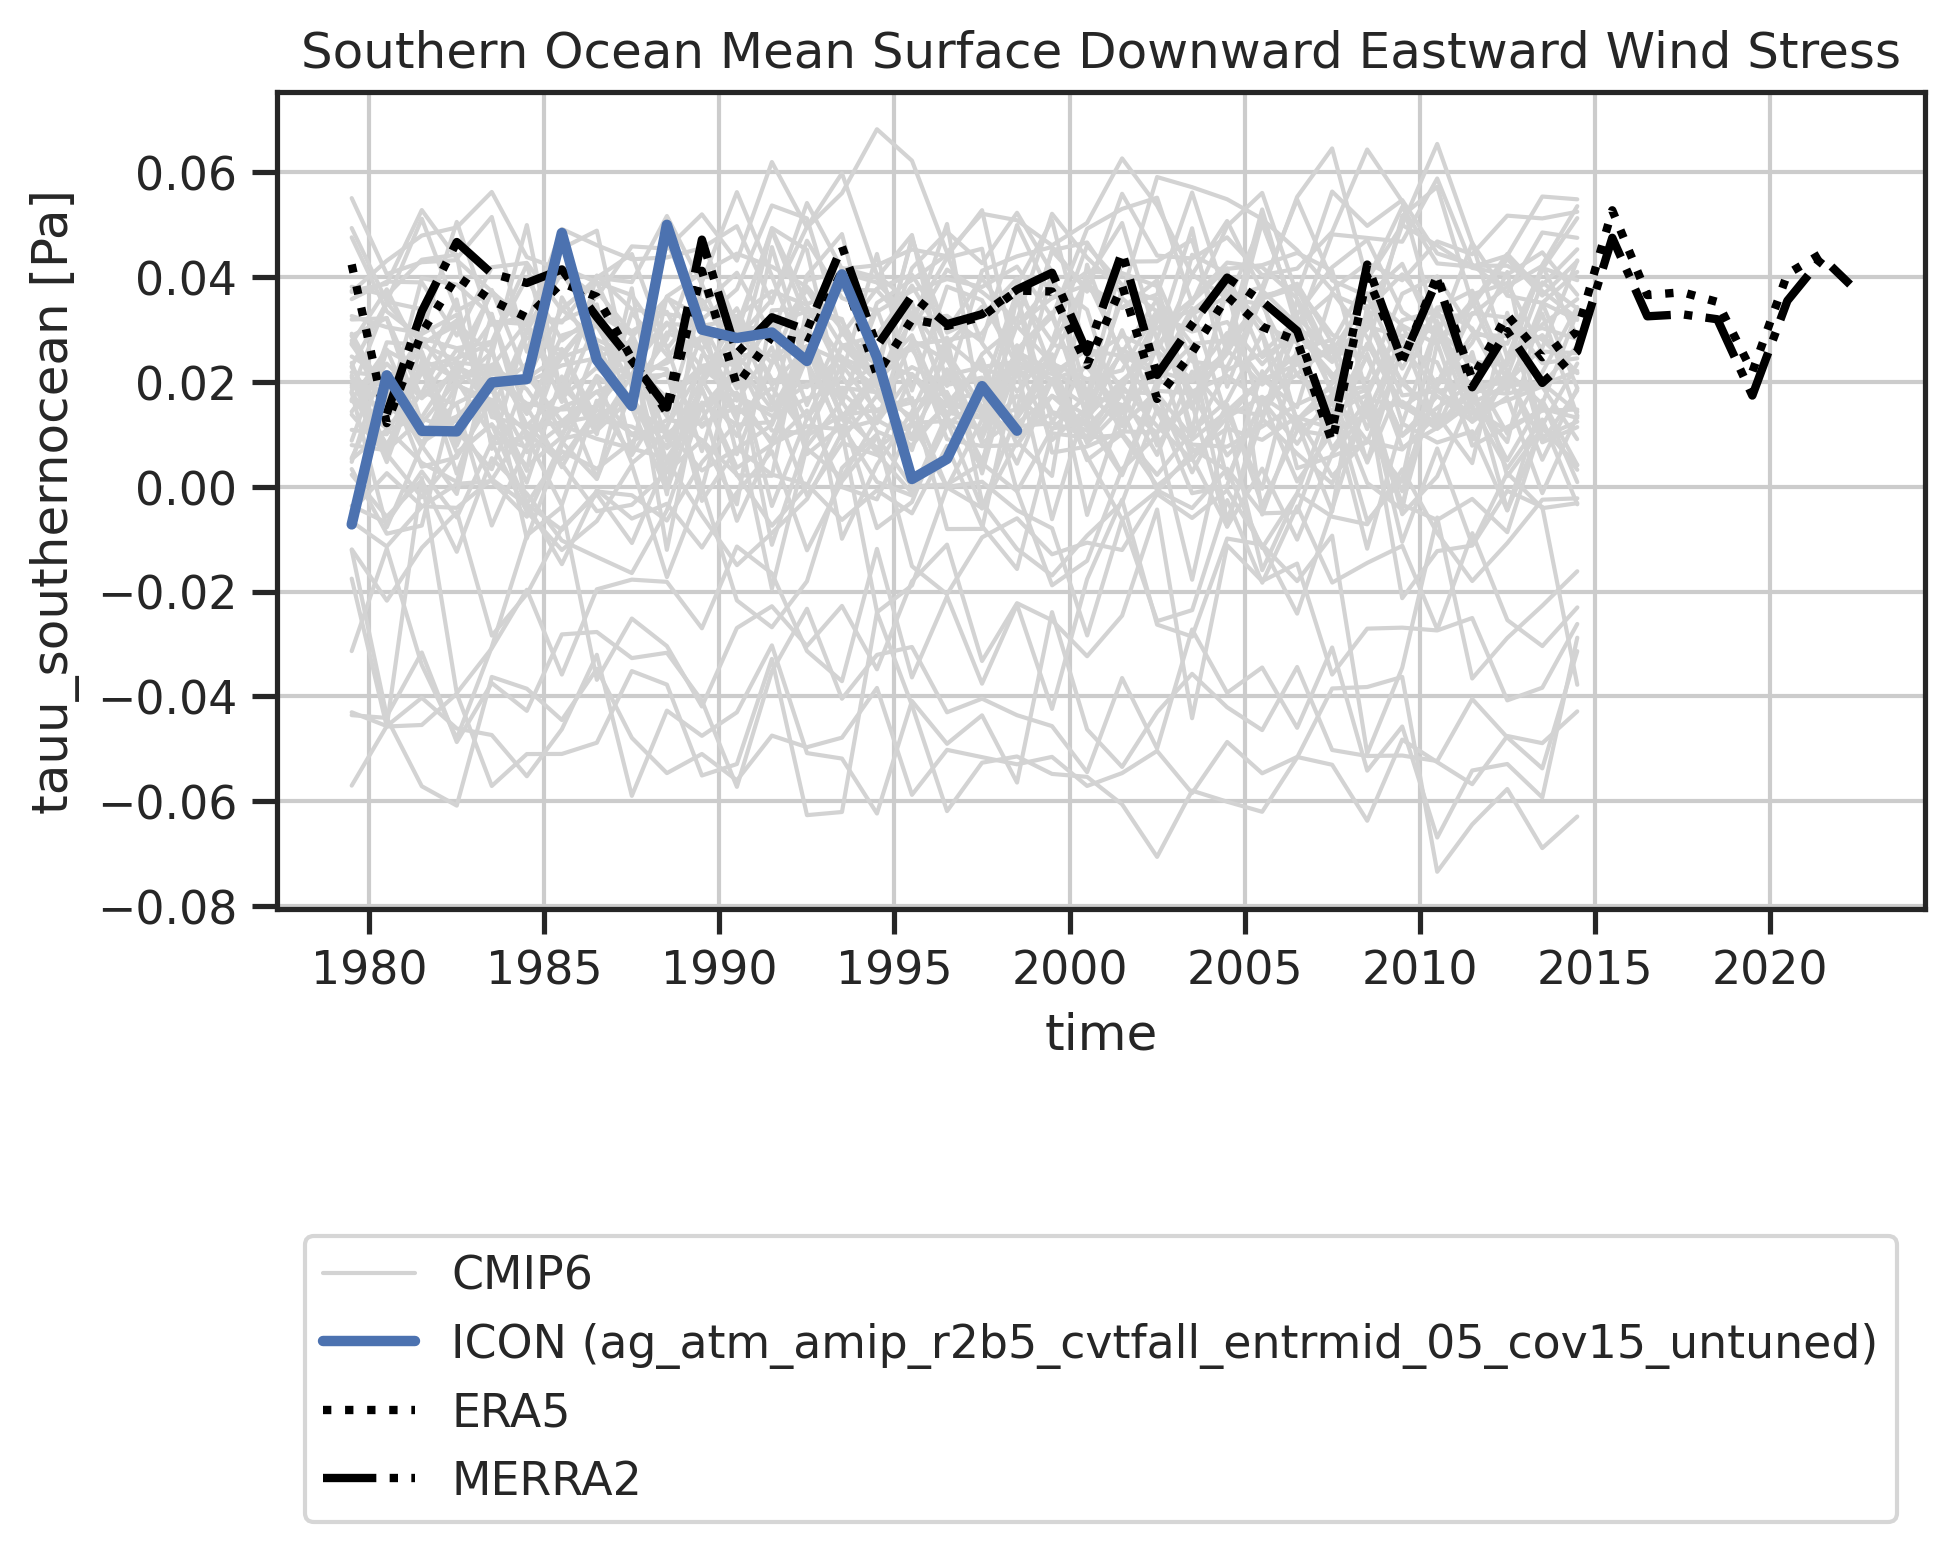 Southern Ocean Mean Surface Downward Eastward Wind Stress
tauu_southernocean [Pa]
0.06
0.04
0.02
0.00
−0.02
−0.04
−0.06
−0.08
1980 1985 1990 1995 2000 2005 2010 2015 2020
time
CMIP6
ICON (ag_atm_amip_r2b5_cvtfall_entrmid_05_cov15_untuned)
ERA5
MERRA2